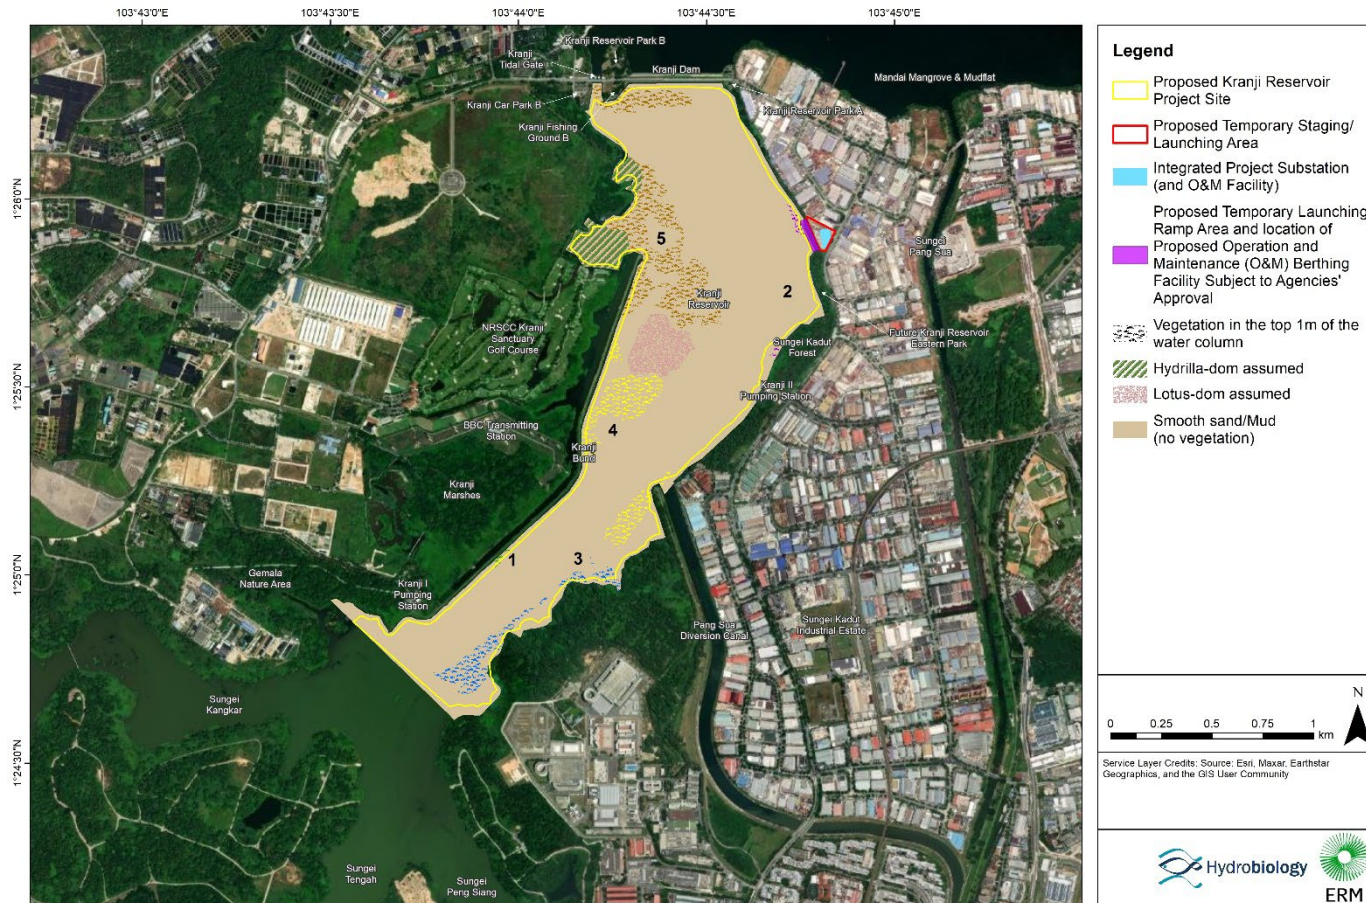 103°43'0"E
103°43'30"E
103°44'0"E
103°44'30"E
103°45'0"E
1°26'0"N
1°25'30"N
1°25'0"N
1°24'30"N
Kranji Reservoir Park B
Kranji
Tidal Gate
Kranji Dam
Mandai Mangrove & Mudflat
Kranji Car Park B
Kranji Reservoir Park A
Kranji Fishing
Ground B
5
Sungei
Pang Sua
2
Kranji
Reservoir
NRSCC Kranji
Sanctuary
Golf Course
Future Kranji Reservoir
Eastern Park
Sungei Kadut
Forest
Kranji II
Pumping Station
BBC Transmitting
Station
4
Kranji
Bund
Kranji
Marshes
1
3
Gemala
Nature Area
Kranji I
Pumping
Station
Pang Sua
Diversion Canal
Sungei Kadut
Industrial Estate
Sungei
Kangkar
Sungei
Tengah
Sungei
Peng Siang
Legend
Proposed Kranji Reservoir
Project Site
Proposed Temporary Staging/
Launching Area
Integrated Project Substation
(and O&M Facility)
Proposed Temporary Launching
Ramp Area and location of
Proposed Operation and
Maintenance (O&M) Berthing
Facility Subject to Agencies'
Approval
Vegetation in the top 1m of the
water column
Hydrilla-dom assumed
Lotus-dom assumed
Smooth sand/Mud
(no vegetation)
N
0 0.25 0.5 0.75 1
km
Service Layer Credits: Source: Esri, Maxar, Earthstar
Geographics, and the GIS User Community
Hydrobiology
ERM